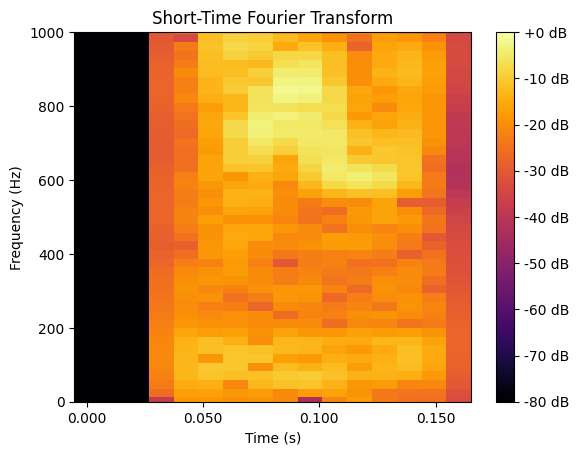 Short-Time Fourier Transform
Frequency (Hz)
1000
800
600
400
200
0
0.000
0.050
0.100
0.150
Time (s)
+0 dB
-10 dB
-20 dB
-30 dB
-40 dB
-50 dB
-60 dB
-70 dB
-80 dB